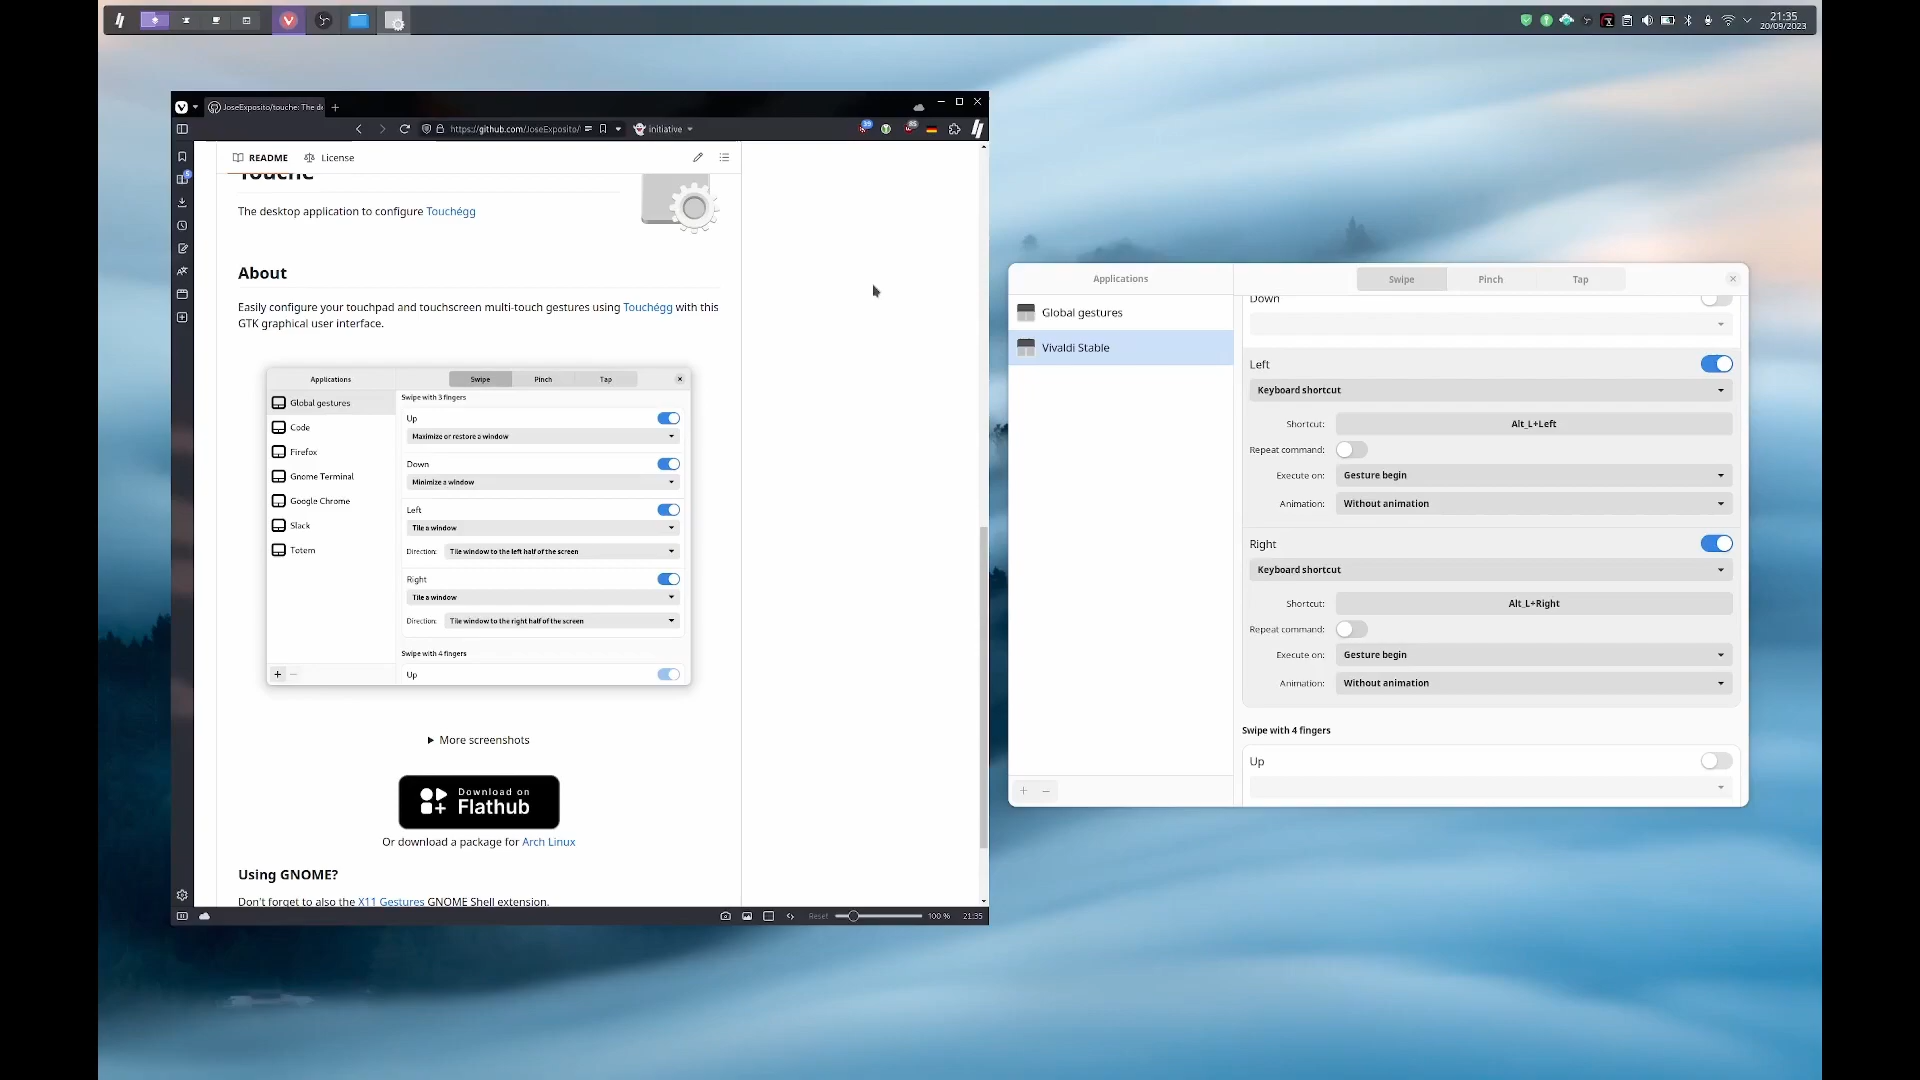 21:35
20/09/2023
JoseExposito/touche: The de
https://github.com/JoseExposito/
initiative
39
85
5
README
License
Touché
The desktop application to configure Touchégg
About
Easily configure your touchpad and touchscreen multi-touch gestures using Touchégg with this
GTK graphical user interface.
Applications
Swipe
Pinch
Tap
Global gestures
Code
Firefox
Gnome Terminal
Google Chrome
Slack
Totem
Swipe with 3 fingers
Up
Maximize or restore a window
Down
Minimize a window
Left
Tile a window
Direction: Tile window to the left half of the screen
Right
Tile a window
Direction: Tile window to the right half of the screen
Swipe with 4 fingers
Up
More screenshots
Download on
Flathub
Or download a package for Arch Linux
Using GNOME?
Don't forget to also the X11 Gestures GNOME Shell extension.
Reset
100 %
21:35
Applications
Swipe
Pinch
Tap
Global gestures
Vivaldi Stable
Down
Left
Keyboard shortcut
Shortcut: Alt_L+Left
Repeat command:
Execute on: Gesture begin
Animation: Without animation
Right
Keyboard shortcut
Shortcut: Alt_L+Right
Repeat command:
Execute on: Gesture begin
Animation: Without animation
Swipe with 4 fingers
Up